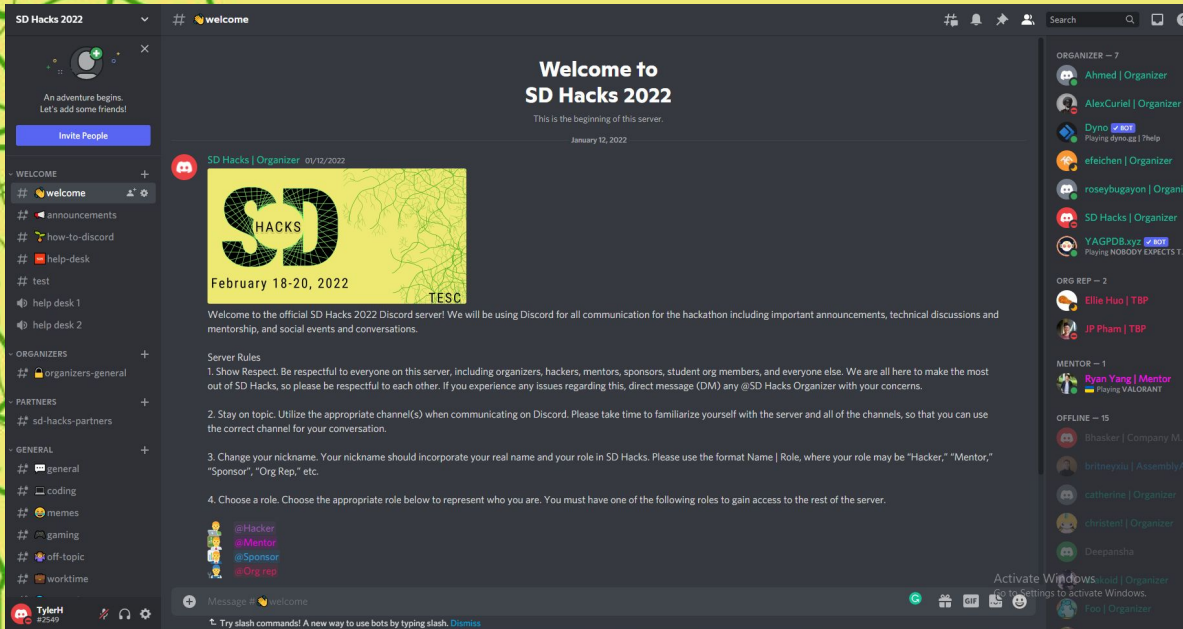 SD Hacks 2022
# 👋welcome
Search
An adventure begins.
Let's add some friends!
Invite People
WELCOME
👋welcome
announcements
how-to-discord
help-desk
test
help desk 1
help desk 2
ORGANIZERS
organizers-general
PARTNERS
sd-hacks-partners
GENERAL
general
coding
memes
gaming
off-topic
worktime
TylerH
#2549
Welcome to
SD Hacks 2022
This is the beginning of this server.
January 12, 2022
SD Hacks | Organizer 01/12/2022
SD
HACKS
February 18-20, 2022
TESC
Welcome to the official SD Hacks 2022 Discord server! We will be using Discord for all communication for the hackathon including important announcements, technical discussions and
mentorship, and social events and conversations.
Server Rules
1. Show Respect. Be respectful to everyone on this server, including organizers, hackers, mentors, sponsors, student org members, and everyone else. We are all here to make the most
out of SD Hacks, so please be respectful to each other. If you experience any issues regarding this, direct message (DM) any @SD Hacks Organizer with your concerns.
2. Stay on topic. Utilize the appropriate channel(s) when communicating on Discord. Please take time to familiarize yourself with the server and all of the channels, so that you can use
the correct channel for your conversation.
3. Change your nickname. Your nickname should incorporate your real name and your role in SD Hacks. Please use the format Name | Role, where your role may be "Hacker," "Mentor,"
"Sponsor", "Org Rep," etc.
4. Choose a role. Choose the appropriate role below to represent who you are. You must have one of the following roles to gain access to the rest of the server.
@Hacker
@Mentor
@Sponsor
@Org rep
Message #👋welcome
GIF
Try slash commands! A new way to use bots by typing slash. Dismiss
ORGANIZER — 7
Ahmed | Organizer
AlexCuriel | Organizer
Dyno ✓ BOT
Playing dyno.gg | ?help
efeichen | Organizer
roseybugayon | Organi
SD Hacks | Organizer
YAGPDB.xyz ✓ BOT
Playing NOBODY EXPECTS T
ORG REP — 2
Ellie Huo | TBP
JP Pham | TBP
MENTOR — 1
Ryan Yang | Mentor
Playing VALORANT
OFFLINE — 15
Bhasker | Company M
britneyxiu | Assembly
catherine | Organizer
christenl | Organizer
Deepansha
| Organizer
Foo | Organizer
Activate Windows
Go to Settings to activate Windows.